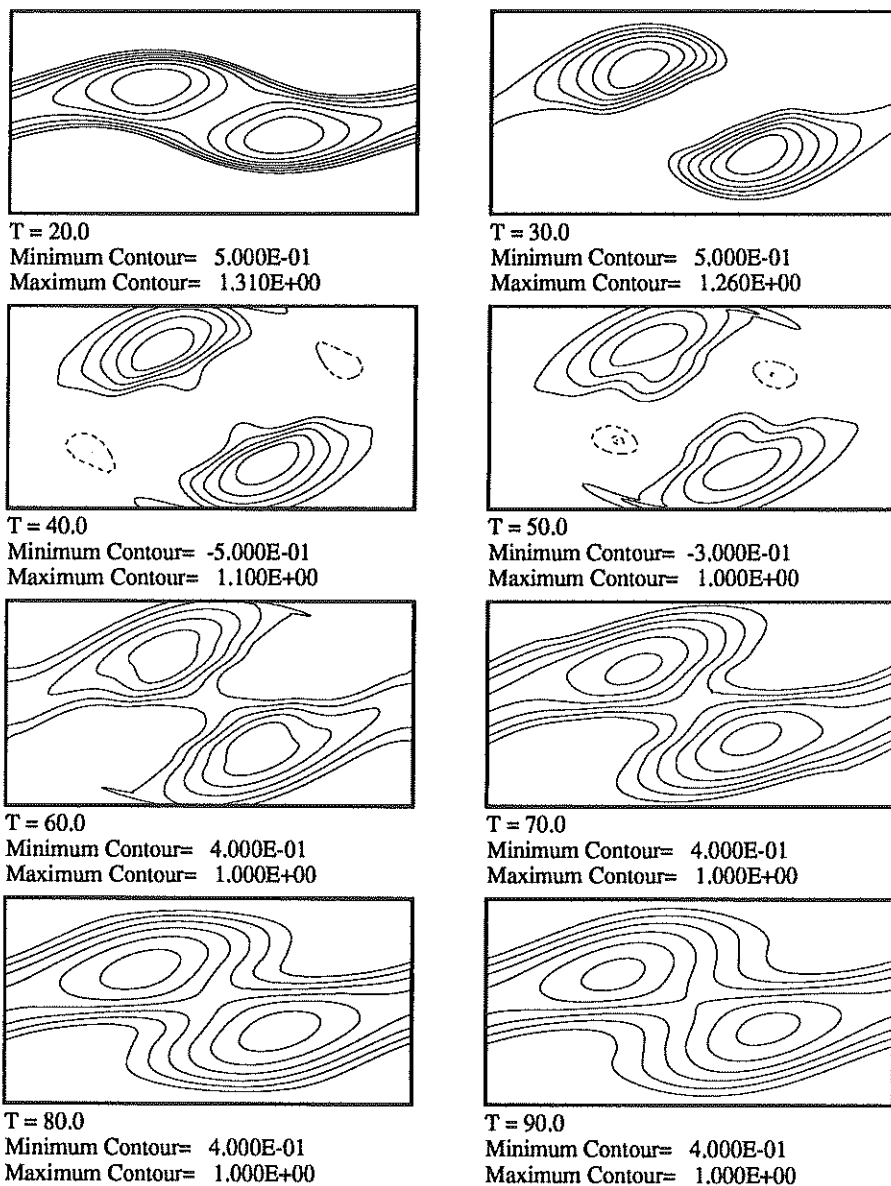 T = 20.0
Minimum Contour= 5.000E-01
Maximum Contour= 1.310E+00
T = 30.0
Minimum Contour= 5.000E-01
Maximum Contour= 1.260E+00
T = 40.0
Minimum Contour= -5.000E-01
Maximum Contour= 1.100E+00
T = 50.0
Minimum Contour= -3.000E-01
Maximum Contour= 1.000E+00
T = 60.0
Minimum Contour= 4.000E-01
Maximum Contour= 1.000E+00
T = 70.0
Minimum Contour= 4.000E-01
Maximum Contour= 1.000E+00
T = 80.0
Minimum Contour= 4.000E-01
Maximum Contour= 1.000E+00
T = 90.0
Minimum Contour= 4.000E-01
Maximum Contour= 1.000E+00